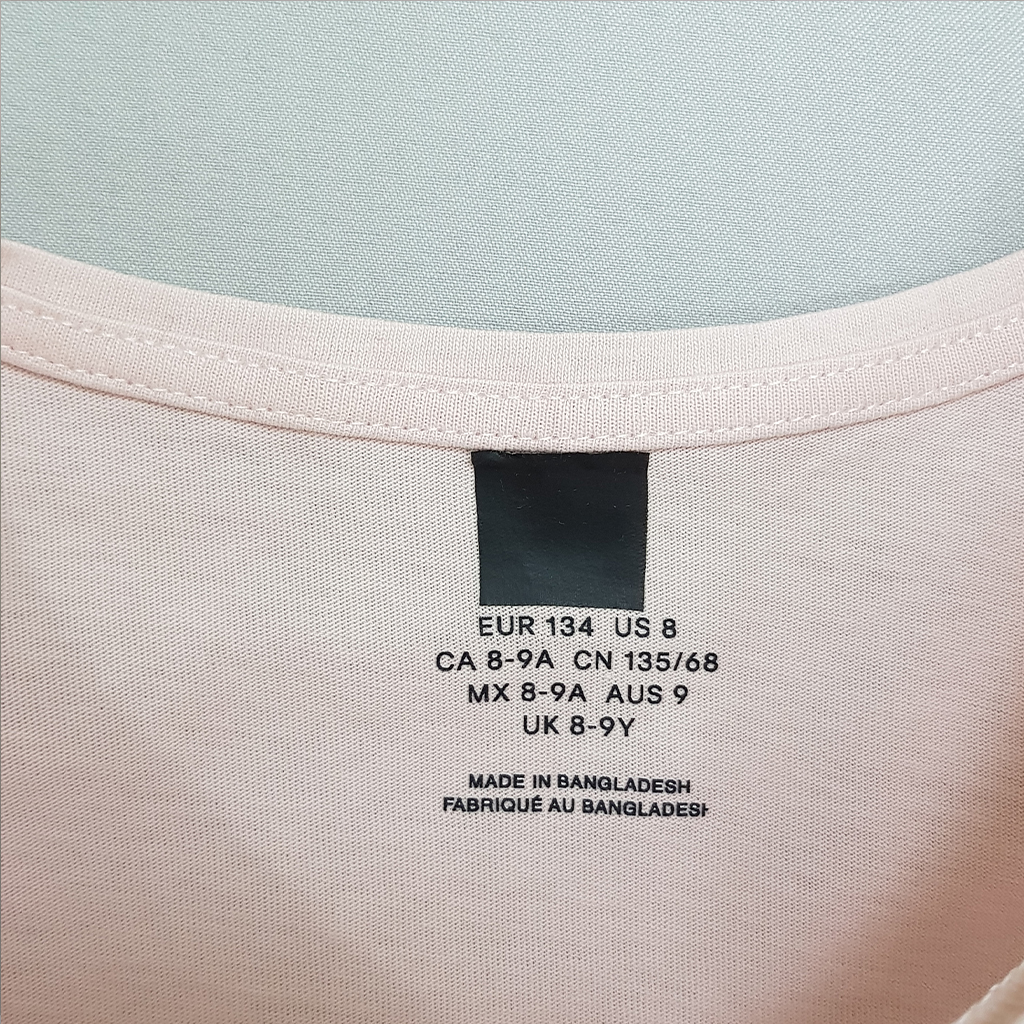 EUR 134 US 8
CA 8-9A CN 135/68
MX 8-9A AUS 9
UK 8-9Y
MADE IN BANGLADESH
FABRIQUÉ AU BANGLADESH